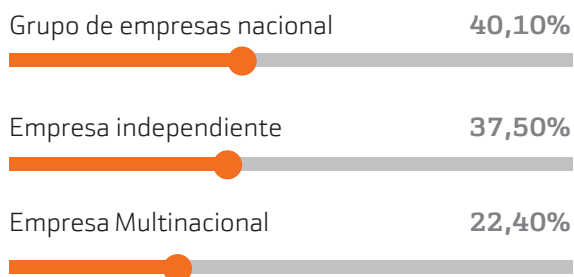 Grupo de empresas nacional 40,10%
Empresa independiente 37,50%
Empresa Multinacional 22,40%